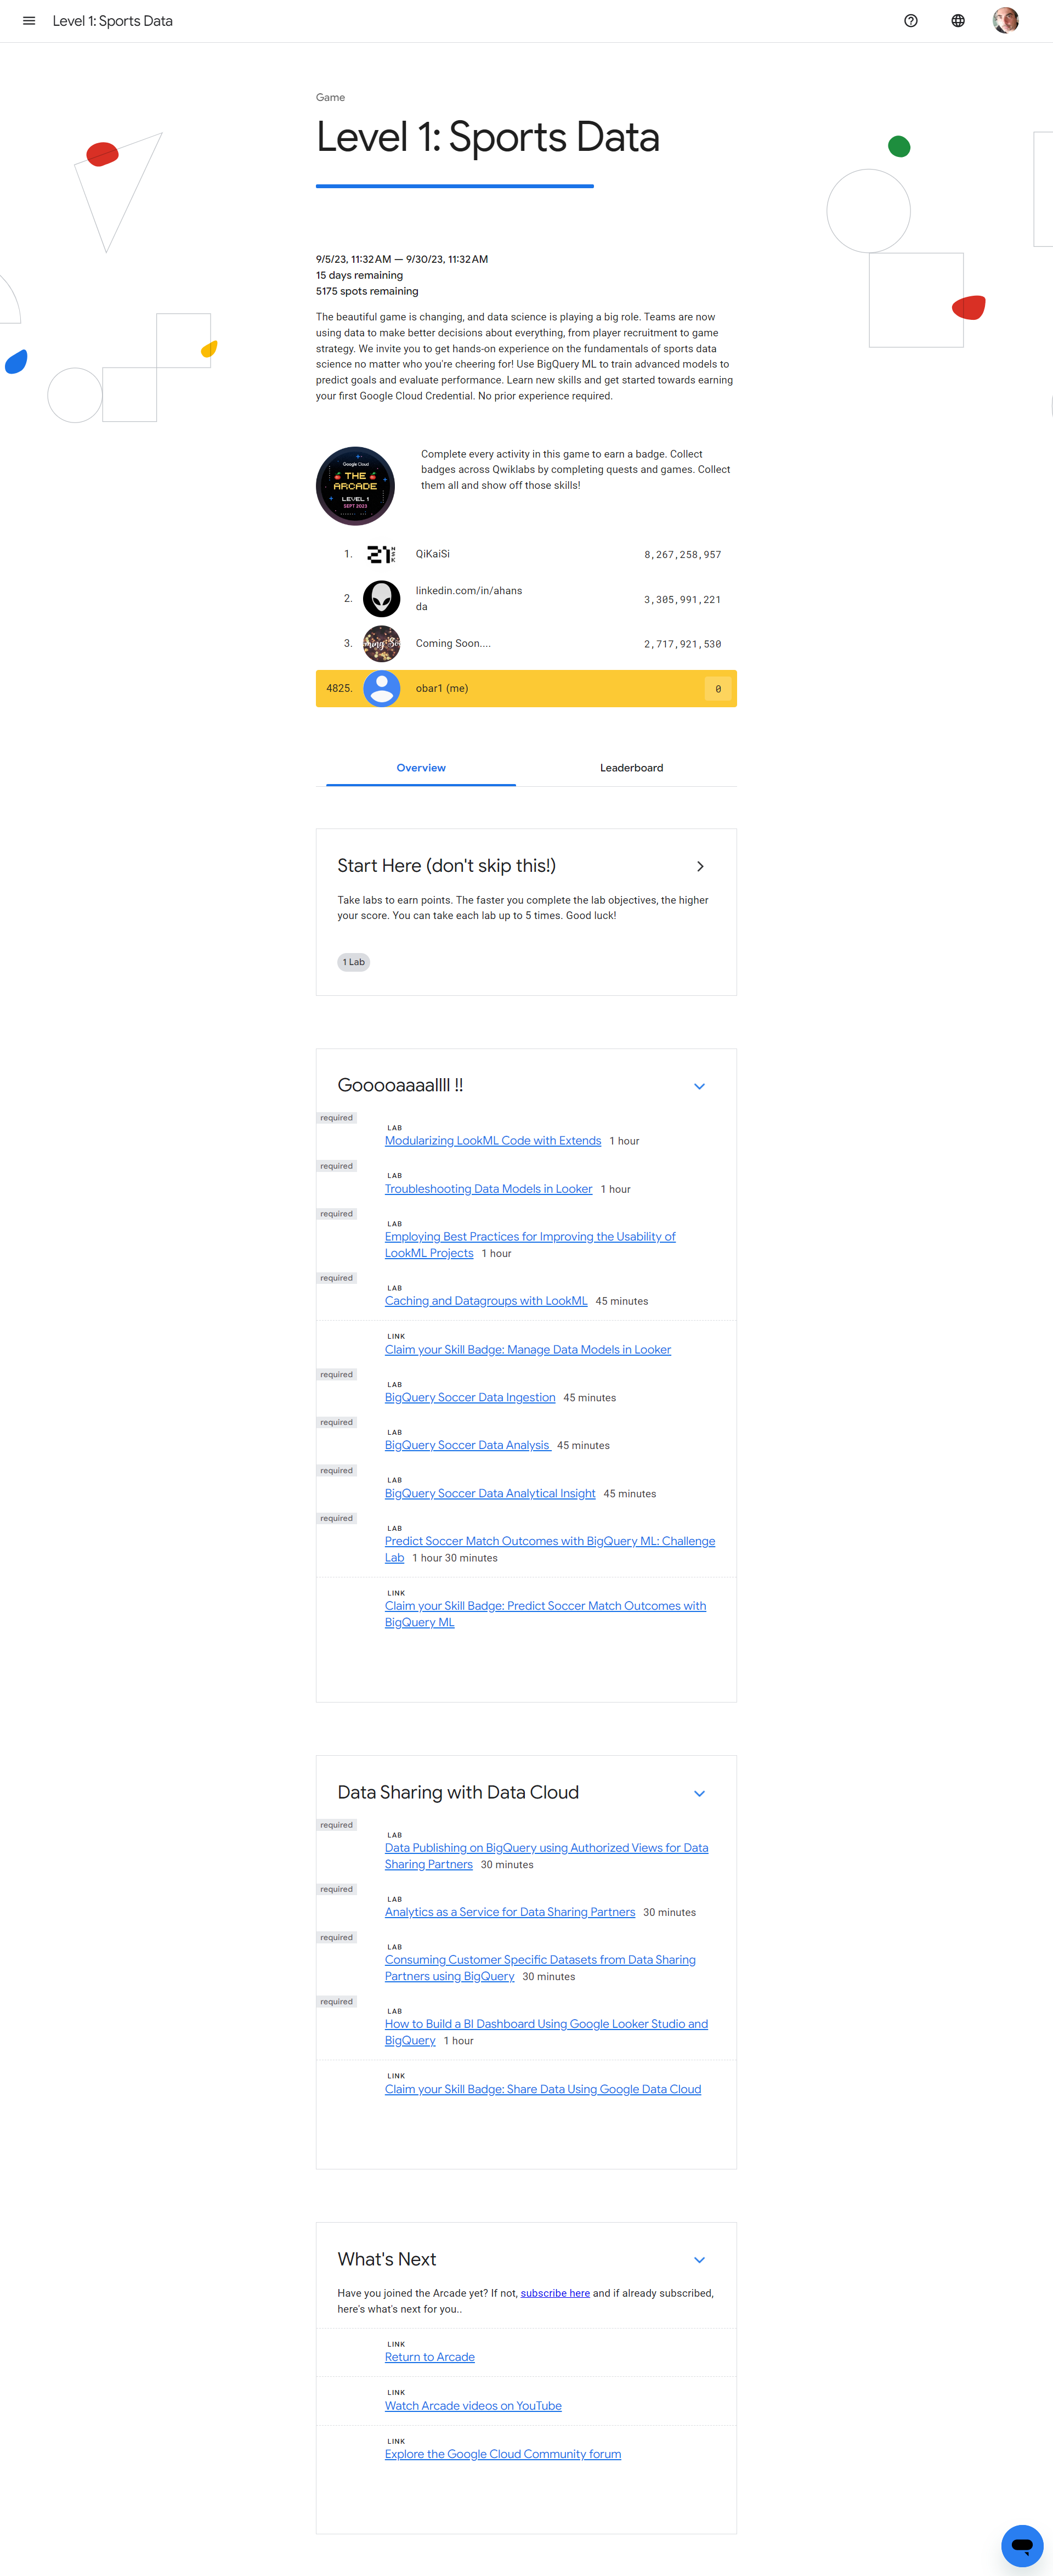 Level 1: Sports Data
Game
Level 1: Sports Data
9/5/23, 11:32 AM — 9/30/23, 11:32 AM
15 days remaining
5175 spots remaining
The beautiful game is changing, and data science is playing a big role. Teams are now
using data to make better decisions about everything, from player recruitment to game
strategy. We invite you to get hands-on experience on the fundamentals of sports data
science no matter who you're cheering for! Use BigQuery ML to train advanced models to
predict goals and evaluate performance. Learn new skills and get started towards earning
your first Google Cloud Credential. No prior experience required.
Google Cloud
THE
ARCADE
LEVEL 1
SEPT 2023
Complete every activity in this game to earn a badge. Collect
badges across Qwiklabs by completing quests and games. Collect
them all and show off those skills!
1. QiKaiSi 8,267,258,957
2. linkedin.com/in/ahans
da 3,305,991,221
3. Coming Soon.... 2,717,921,530
4825. obar1 (me) 0
Overview Leaderboard
Start Here (don't skip this!)
Take labs to earn points. The faster you complete the lab objectives, the higher
your score. You can take each lab up to 5 times. Good luck!
1 Lab
Gooooaaaallll !!
required
LAB
Modularizing LookML Code with Extends 1 hour
required
LAB
Troubleshooting Data Models in Looker 1 hour
required
LAB
Employing Best Practices for Improving the Usability of
LookML Projects 1 hour
required
LAB
Caching and Datagroups with LookML 45 minutes
LINK
Claim your Skill Badge: Manage Data Models in Looker
required
LAB
BigQuery Soccer Data Ingestion 45 minutes
required
LAB
BigQuery Soccer Data Analysis 45 minutes
required
LAB
BigQuery Soccer Data Analytical Insight 45 minutes
required
LAB
Predict Soccer Match Outcomes with BigQuery ML: Challenge
Lab 1 hour 30 minutes
LINK
Claim your Skill Badge: Predict Soccer Match Outcomes with
BigQuery ML
Data Sharing with Data Cloud
required
LAB
Data Publishing on BigQuery using Authorized Views for Data
Sharing Partners 30 minutes
required
LAB
Analytics as a Service for Data Sharing Partners 30 minutes
required
LAB
Consuming Customer Specific Datasets from Data Sharing
Partners using BigQuery 30 minutes
required
LAB
How to Build a BI Dashboard Using Google Looker Studio and
BigQuery 1 hour
LINK
Claim your Skill Badge: Share Data Using Google Data Cloud
What's Next
Have you joined the Arcade yet? If not, subscribe here and if already subscribed,
here's what's next for you..
LINK
Return to Arcade
LINK
Watch Arcade videos on YouTube
LINK
Explore the Google Cloud Community forum